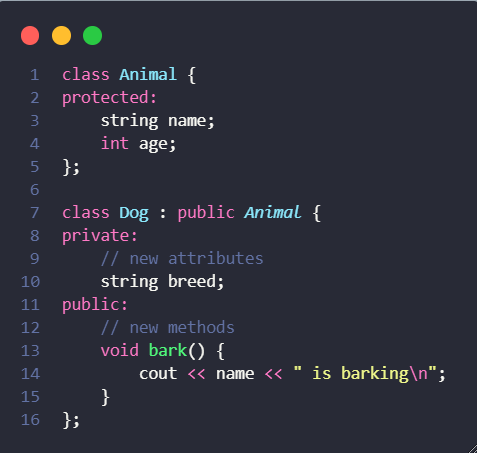 1 class Animal {
2 protected:
3     string name;
4     int age;
5 };
6
7 class Dog : public Animal {
8 private:
9     // new attributes
10     string breed;
11 public:
12     // new methods
13     void bark() {
14         cout << name << " is barking\n";
15     }
16 };